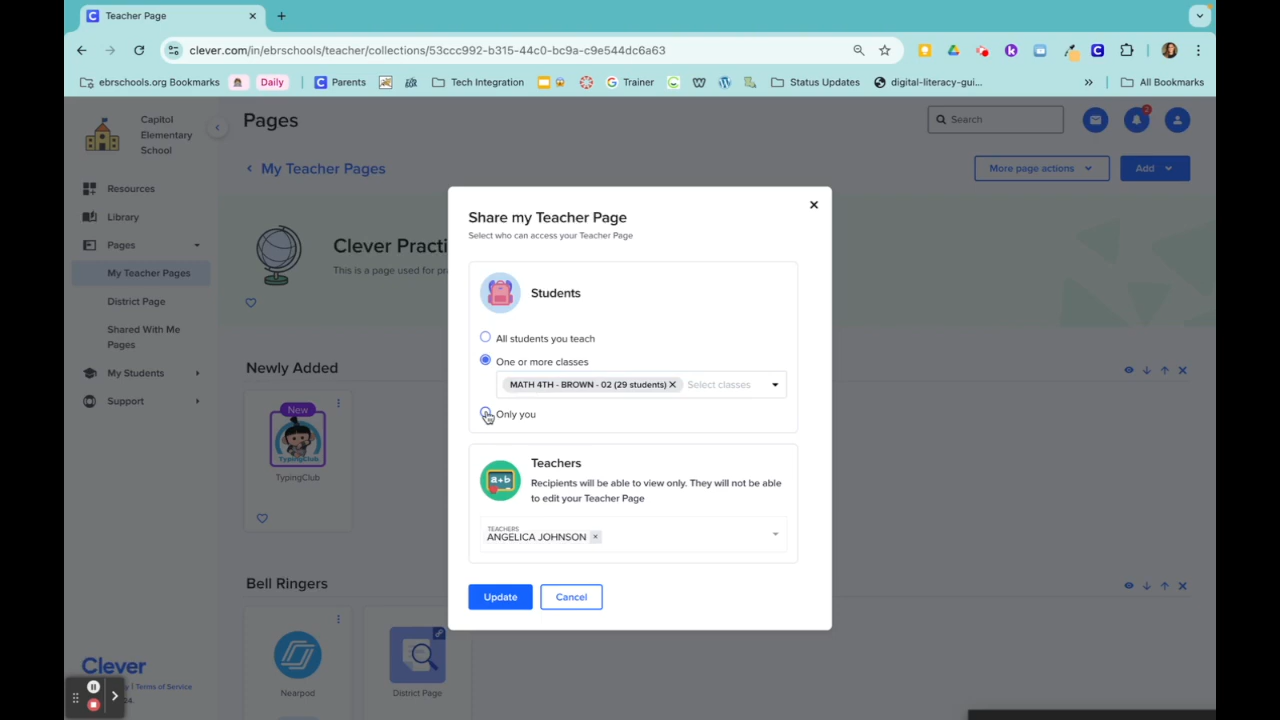 Teacher Page
clever.com/in/ebrschools/teacher/collections/53ccc992-b315-44c0-bc9a-c9e544dc6a63
ebrschools.org Bookmarks
Daily
Parents
Tech Integration
Trainer
Status Updates
digital-literacy-gui...
All Bookmarks
Capitol
Elementary
School
Pages
Search
2
Resources
Library
Pages
My Teacher Pages
District Page
Shared With Me
Pages
My Students
Support
Clever
Terms of Service
24.
My Teacher Pages
More page actions
Add
Clever Practi
This is a page used for pra
Newly Added
New
TypingClub
TypingClub
Bell Ringers
Nearpod
District Page
Share my Teacher Page
Select who can access your Teacher Page
Students
All students you teach
One or more classes
MATH 4TH - BROWN - 02 (29 students) Select classes
Only you
a+b
Teachers
Recipients will be able to view only. They will not be able
to edit your Teacher Page
TEACHERS
ANGELICA JOHNSON
Update
Cancel